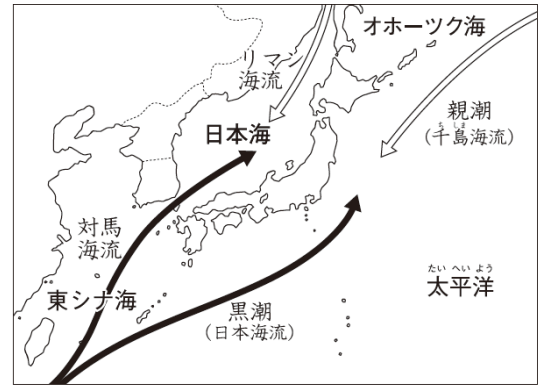 オホーツク海
リマン
海流
親潮
ちしま
(千島海流)
日本海
対馬
海流
東シナ海
黒潮
(日本海流)
たいへいよう
太平洋